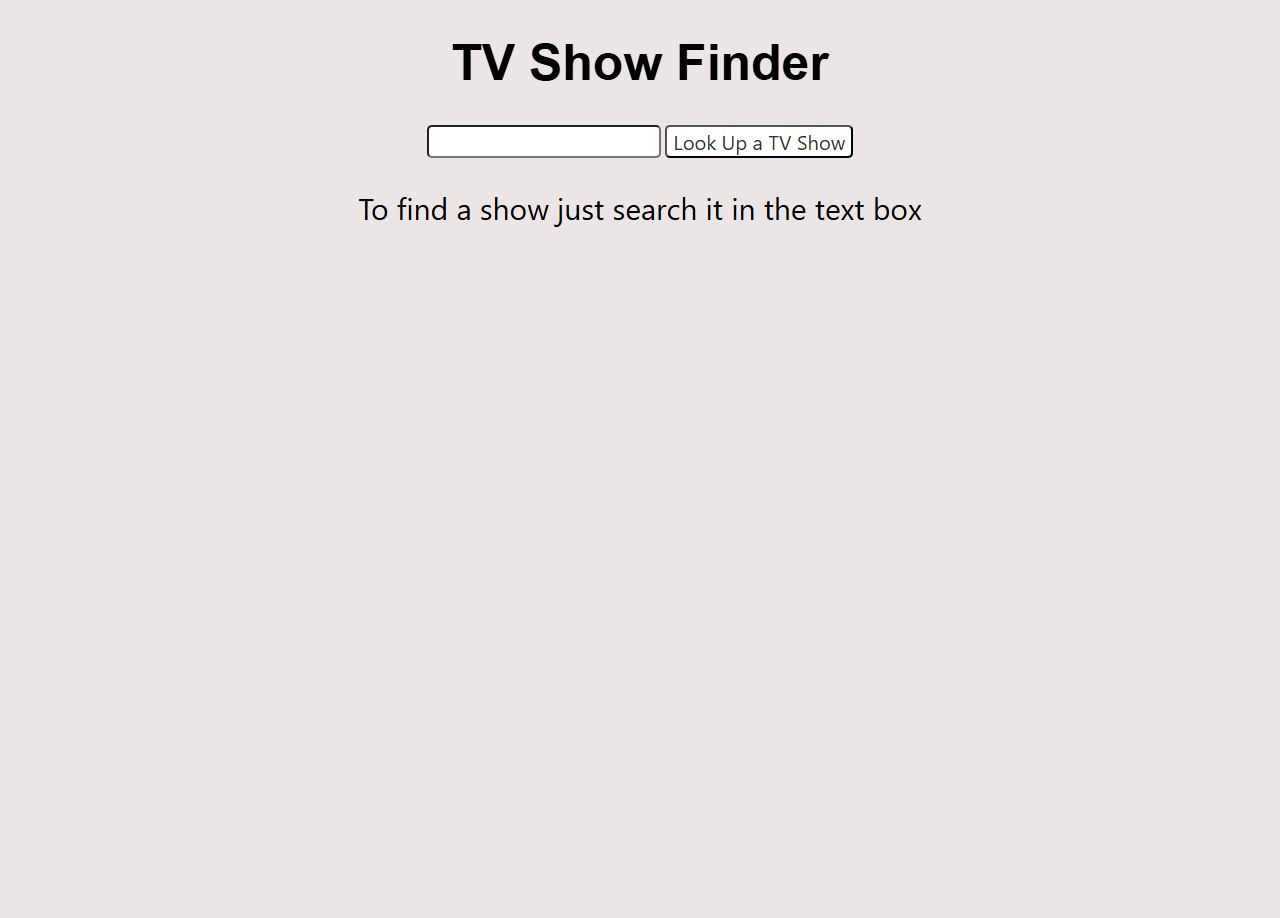 TV Show Finder
Look Up a TV Show
To find a show just search it in the text box